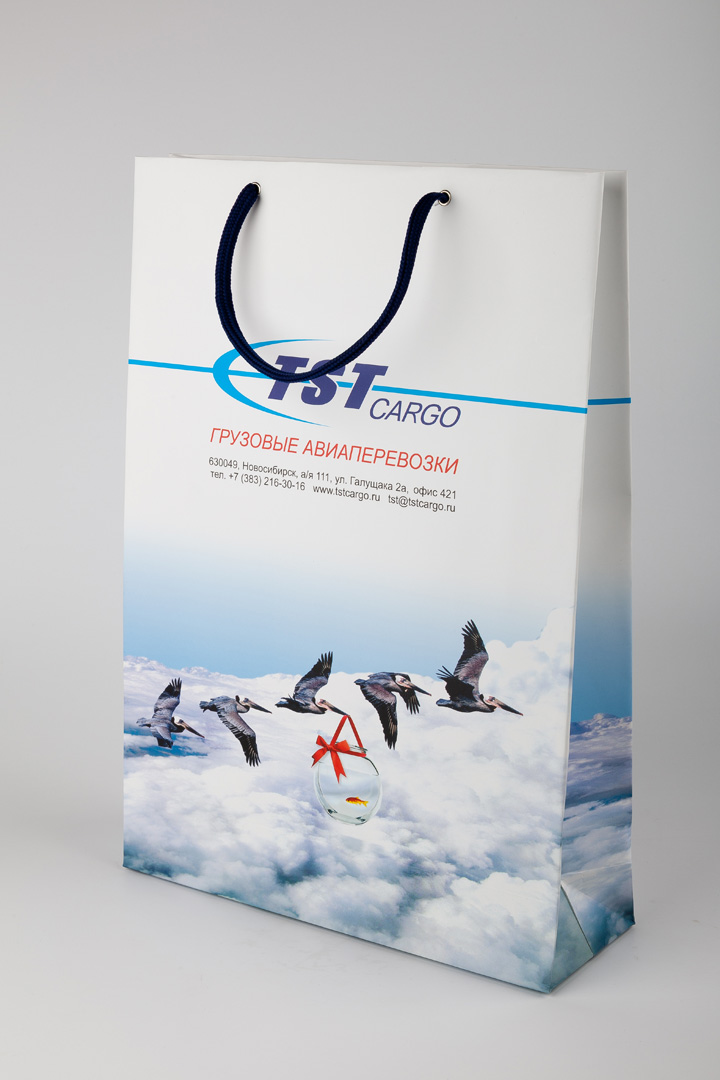 TST CARGO
ГРУЗОВЫЕ АВИАПЕРЕВОЗКИ
630049, Новосибирск, а/я 111, ул. Галущака 2а, офис 421
тел. +7 (383) 216-30-16 www.tstcargo.ru tst@tstcargo.ru